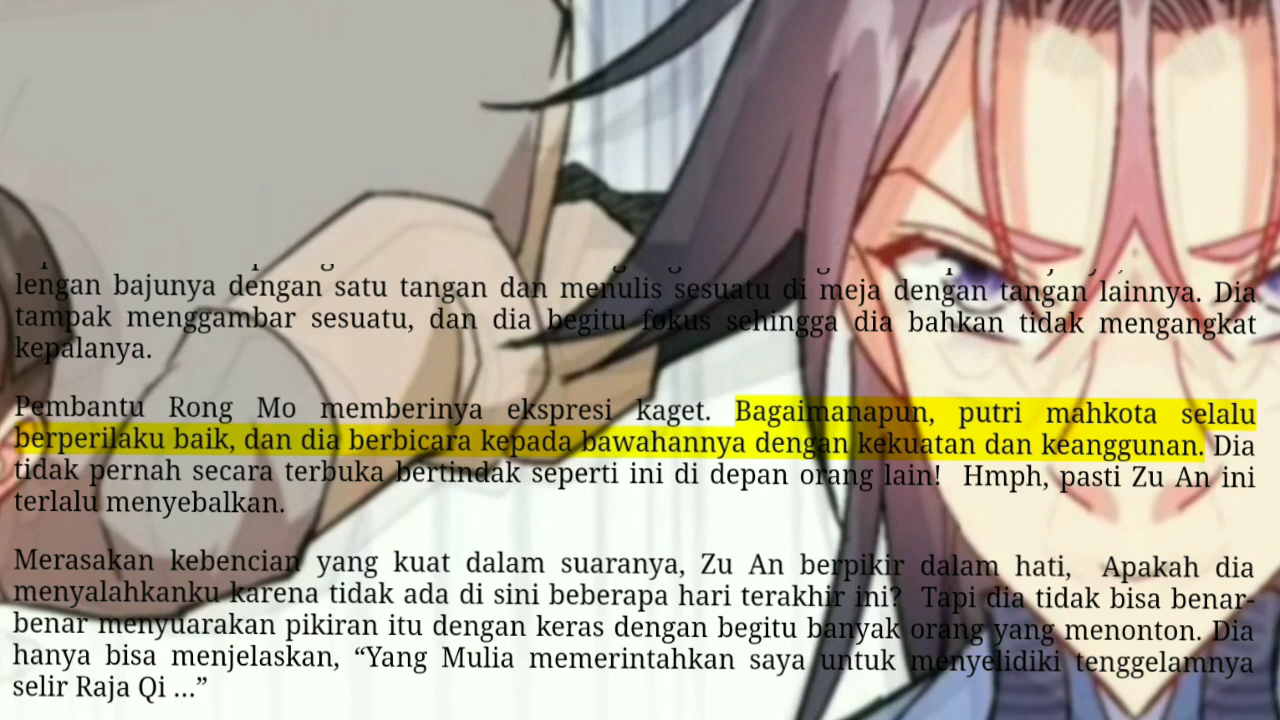 lengan bajunya dengan satu tangan dan menulis sesuatu di meja dengan tangan lainnya. Dia
tampak menggambar sesuatu, dan dia begitu fokus sehingga dia bahkan tidak mengangkat
kepalanya.
Pembantu Rong Mo memberinya ekspresi kaget. Bagaimanapun, putri mahkota selalu
berperilaku baik, dan dia berbicara kepada bawahannya dengan kekuatan dan keanggunan. Dia
tidak pernah secara terbuka bertindak seperti ini di depan orang lain! Hmph, pasti Zu An ini
terlalu menyebalkan.
Merasakan kebencian yang kuat dalam suaranya, Zu An berpikir dalam hati, Apakah dia
menyalahkanku karena tidak ada di sini beberapa hari terakhir ini? Tapi dia tidak bisa benar-
benar menyuarakan pikiran itu dengan keras dengan begitu banyak orang yang menonton. Dia
hanya bisa menjelaskan, “Yang Mulia memerintahkan saya untuk menyelidiki tenggelamnya
selir Raja Qi ...”